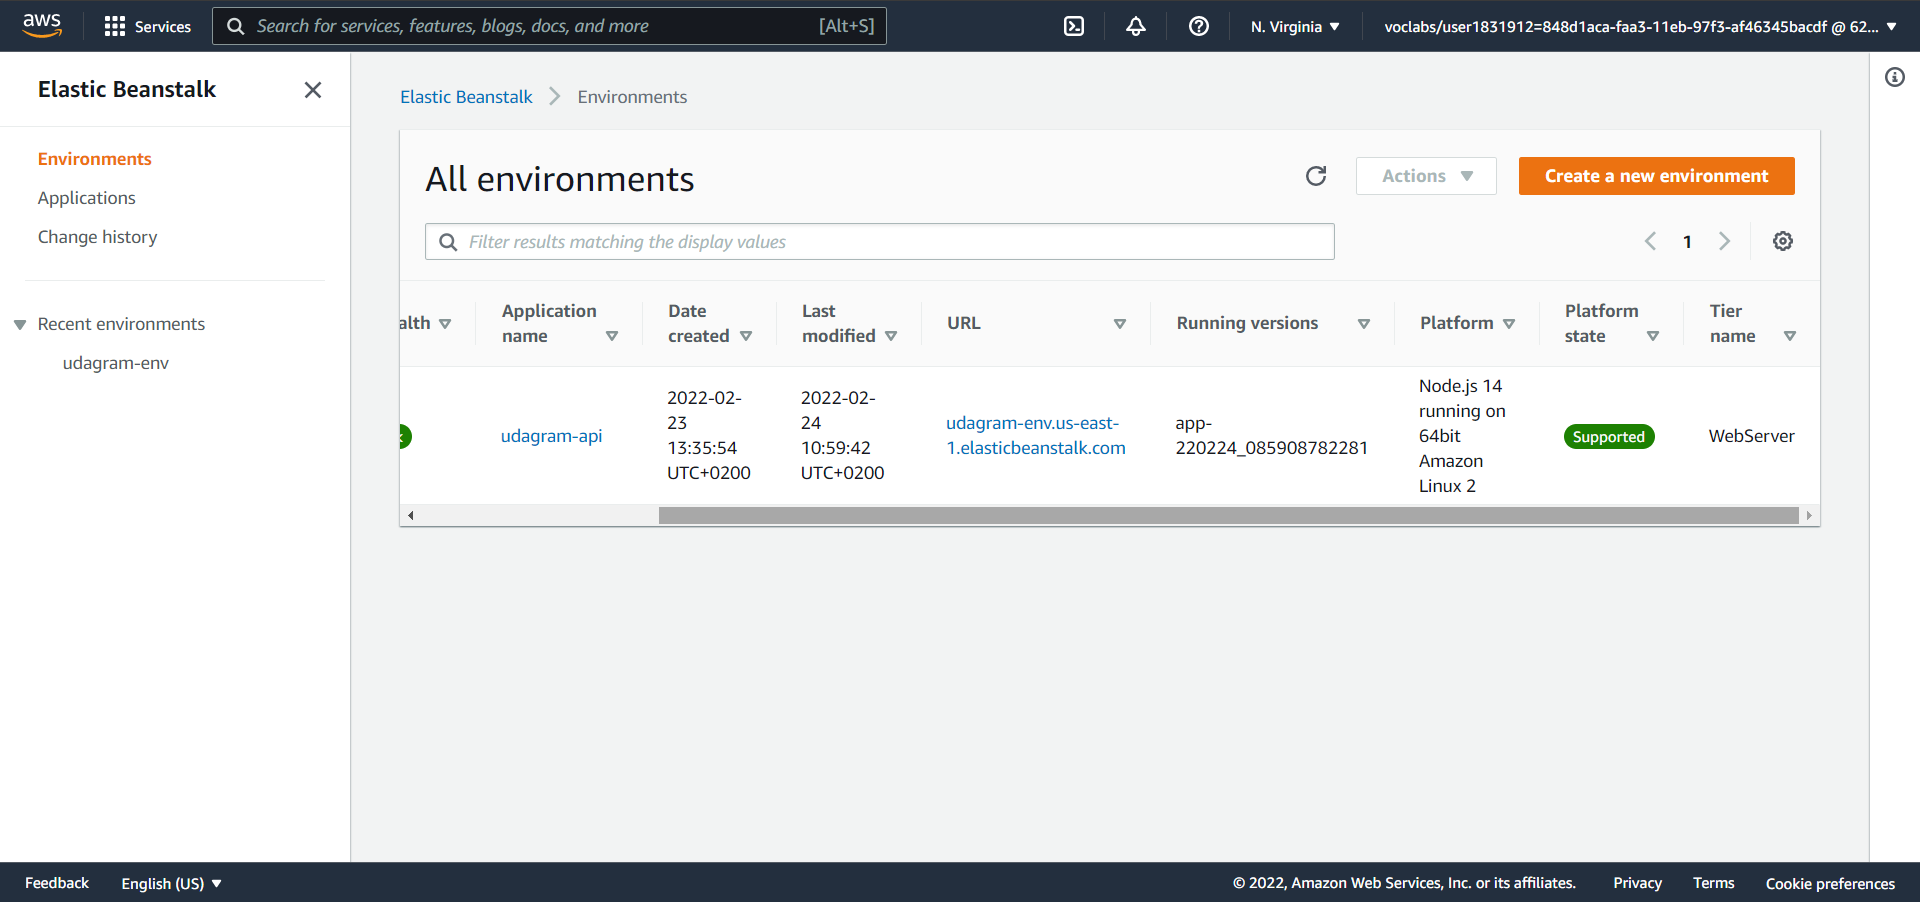 aws
Services
Search for services, features, blogs, docs, and more
[Alt+S]
N. Virginia
voclabs/user1831912=848d1aca-faa3-11eb-97f3-af46345bacdf @ 62...
Elastic Beanstalk
Environments
Applications
Change history
Recent environments
udagram-env
Elastic Beanstalk
Environments
All environments
Actions
Create a new environment
Filter results matching the display values
1
alth
Application
name
Date
created
Last
modified
URL
Running versions
Platform
Platform
state
Tier
name
udagram-api
2022-02-
23
13:35:54
UTC+0200
2022-02-
24
10:59:42
UTC+0200
udagram-env.us-east-
1.elasticbeanstalk.com
app-
220224_085908782281
Node.js 14
running on
64bit
Amazon
Linux 2
Supported
WebServer
Feedback
English (US)
© 2022, Amazon Web Services, Inc. or its affiliates.
Privacy
Terms
Cookie preferences